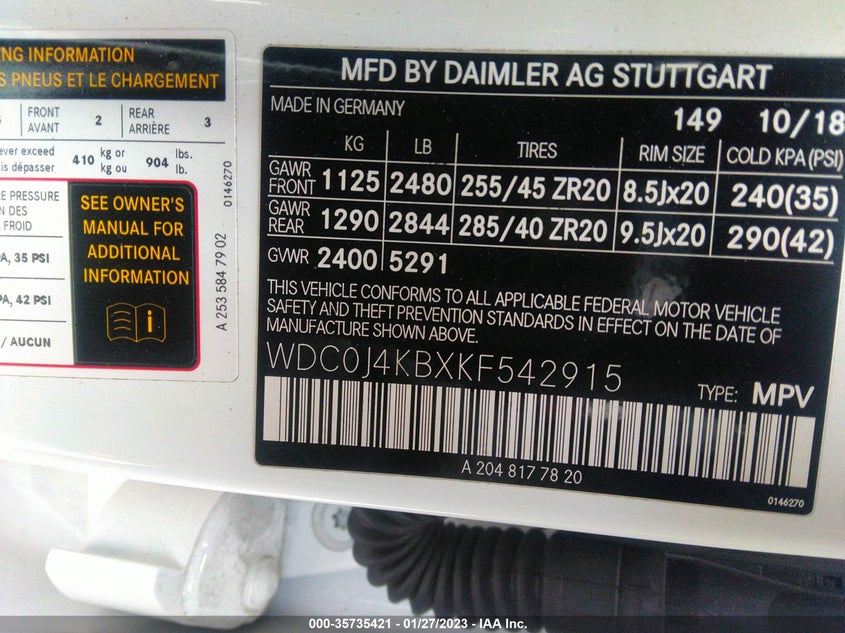 NG INFORMATION
S PNEUS ET LE CHARGEMENT
FRONT AVANT 2 REAR ARRIÈRE 3
ever exceed 410 kg or 904 lbs.
is dépasser kg ou lb.
E PRESSURE
N DES
FROID
A, 35 PSI
PA, 42 PSI
/ AUCUN
SEE OWNER'S
MANUAL FOR
ADDITIONAL
INFORMATION
i
0146270
A 253 584 79 02
MFD BY DAIMLER AG STUTTGART
MADE IN GERMANY 149 10/18
KG LB TIRES RIM SIZE COLD KPA(PSI)
GAWR FRONT 1125 2480 255/45 ZR20 8.5Jx20 240(35)
GAWR REAR 1290 2844 285/40 ZR20 9.5Jx20 290(42)
GVWR 2400 5291
THIS VEHICLE CONFORMS TO ALL APPLICABLE FEDERAL MOTOR VEHICLE
SAFETY AND THEFT PREVENTION STANDARDS IN EFFECT ON THE DATE OF
MANUFACTURE SHOWN ABOVE.
WDC0J4KBXKF542915
TYPE: MPV
A 204 817 78 20
0146270
000-35735421 - 01/27/2023 - IAA Inc.